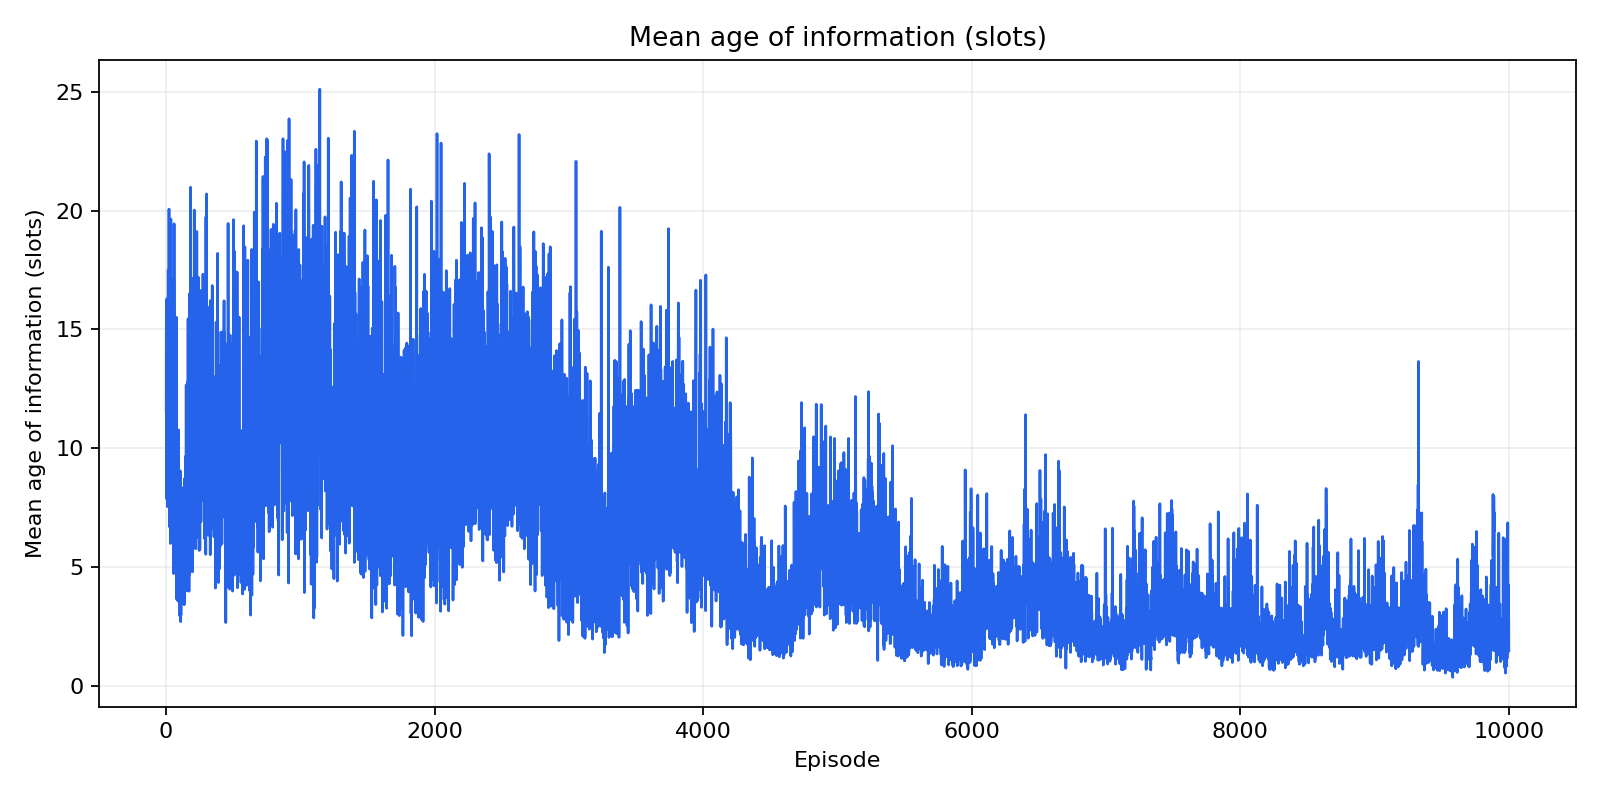 Mean age of information (slots)
Mean age of information (slots)
25
20
15
10
5
0
0 2000 4000 6000 8000 10000
Episode